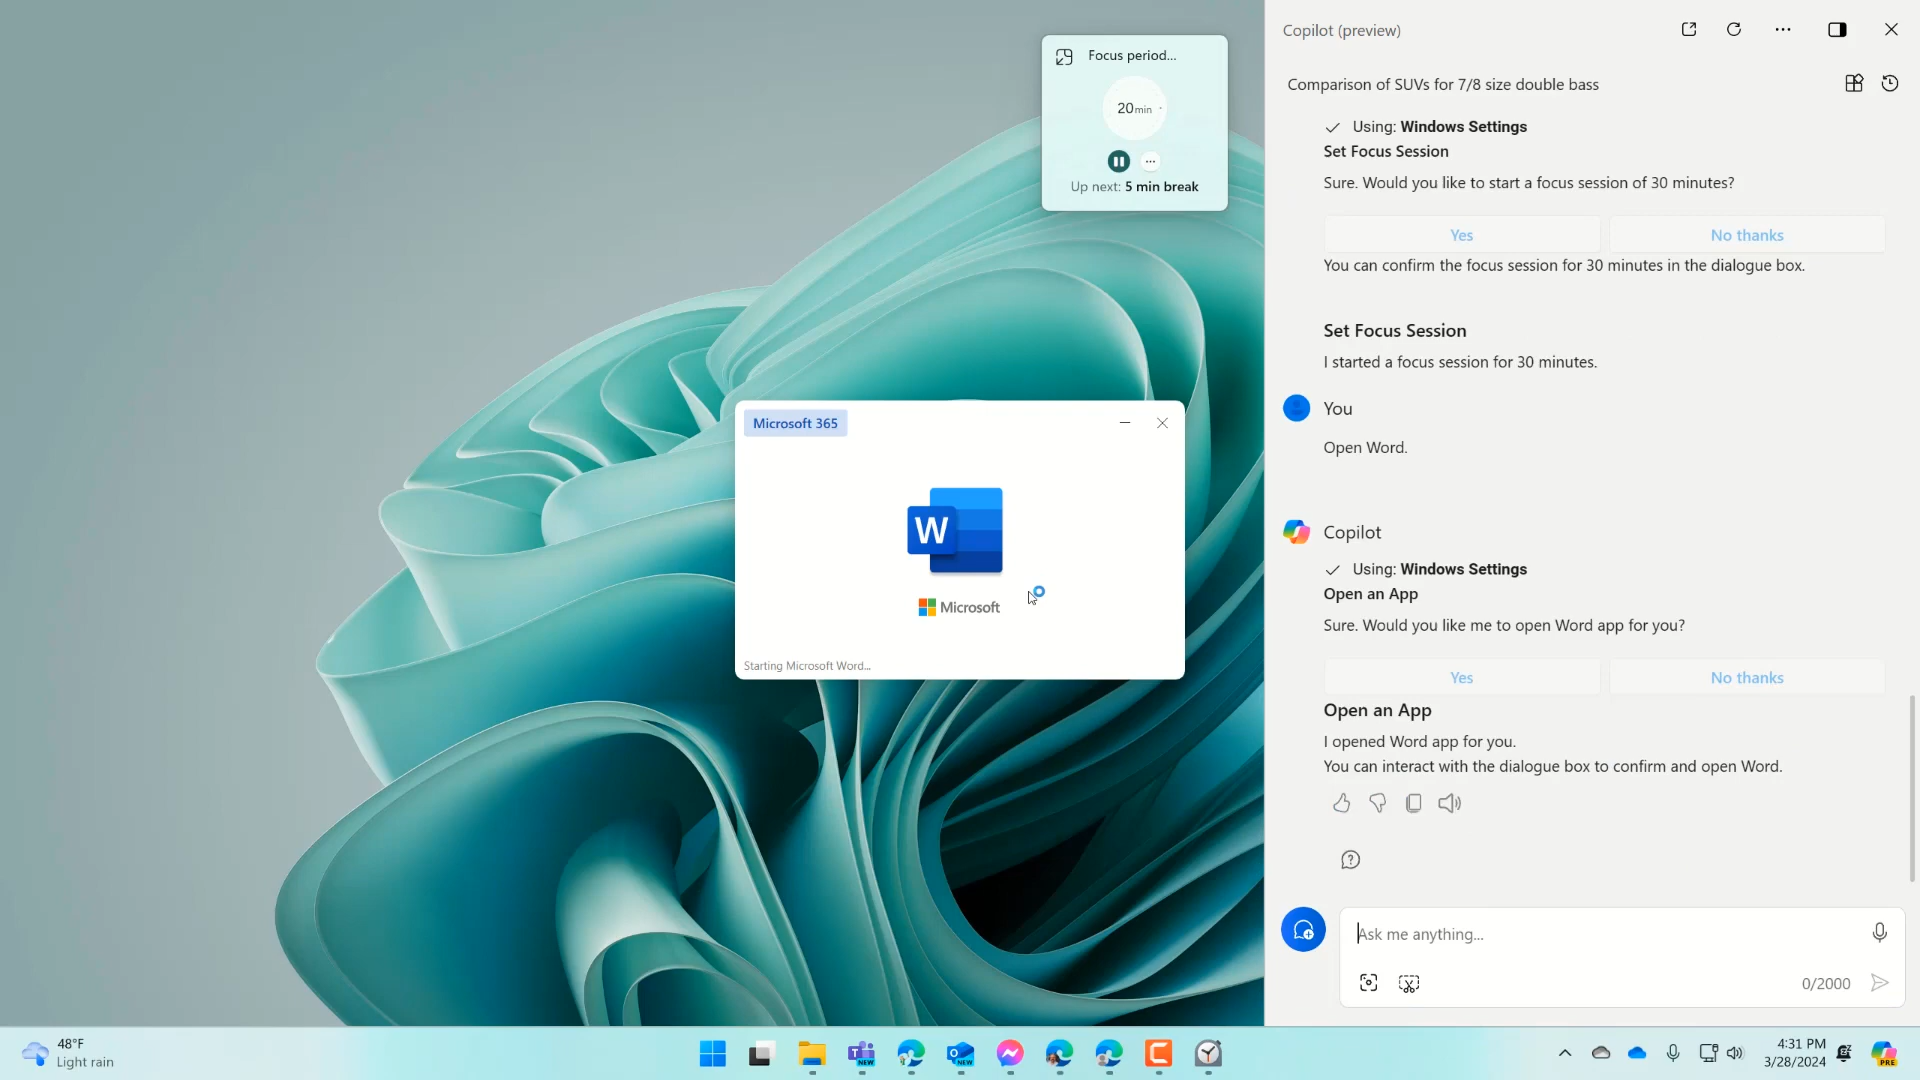 Focus period...
20min
Up next: 5 min break
Microsoft 365
W
Microsoft
Starting Microsoft Word...
Copilot (preview)
Comparison of SUVs for 7/8 size double bass
Using: Windows Settings
Set Focus Session
Sure. Would you like to start a focus session of 30 minutes?
Yes No thanks
You can confirm the focus session for 30 minutes in the dialogue box.
Set Focus Session
I started a focus session for 30 minutes.
You
Open Word.
Copilot
Using: Windows Settings
Open an App
Sure. Would you like me to open Word app for you?
Yes No thanks
Open an App
I opened Word app for you.
You can interact with the dialogue box to confirm and open Word.
Ask me anything...
0/2000
48°F
Light rain
NEW
NEW
4:31 PM
3/28/2024
PRE